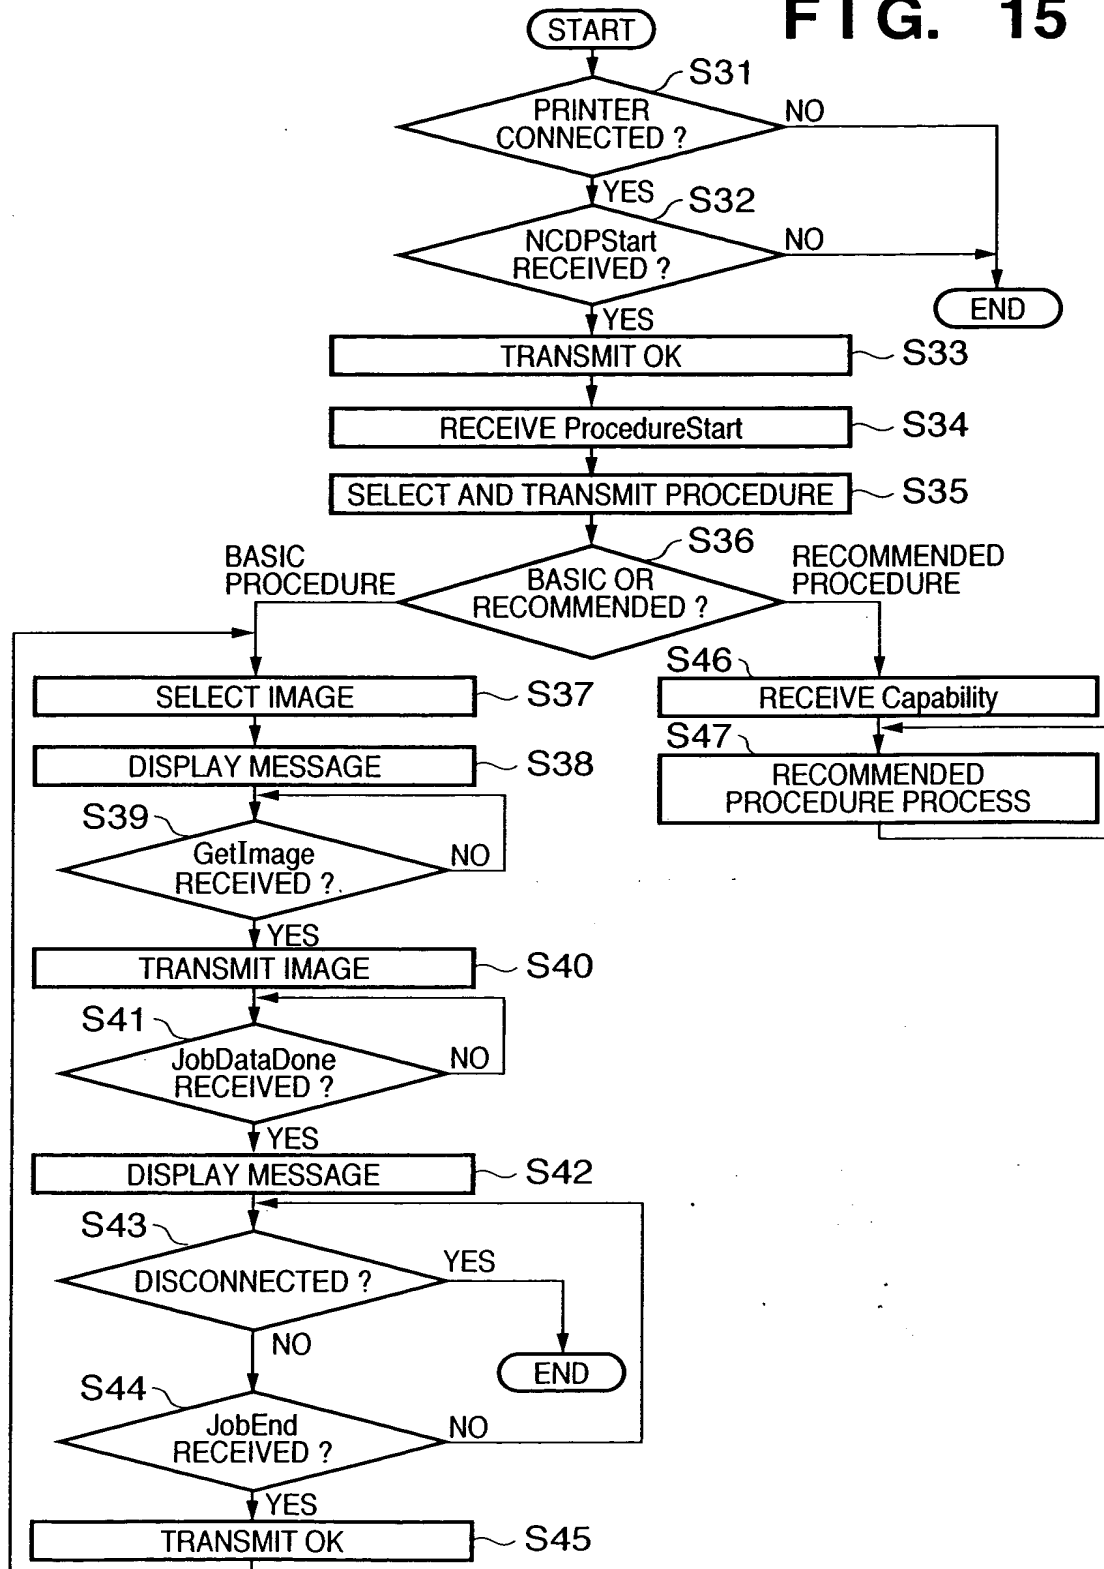 FIG. 15
START
S31
PRINTER
CONNECTED ?
NO
YES
S32
NCDPStart
RECEIVED ?
NO
END
YES
TRANSMIT OK
S33
RECEIVE ProcedureStart
S34
SELECT AND TRANSMIT PROCEDURE
S35
S36
BASIC
PROCEDURE
BASIC OR
RECOMMENDED ?
RECOMMENDED
PROCEDURE
SELECT IMAGE
S37
S46
RECEIVE Capability
DISPLAY MESSAGE
S38
S47
RECOMMENDED
PROCEDURE PROCESS
S39
GetImage
RECEIVED ?
NO
YES
TRANSMIT IMAGE
S40
S41
JobDataDone
RECEIVED ?
NO
YES
DISPLAY MESSAGE
S42
S43
DISCONNECTED ?
YES
NO
END
S44
JobEnd
RECEIVED ?
NO
YES
TRANSMIT OK
S45